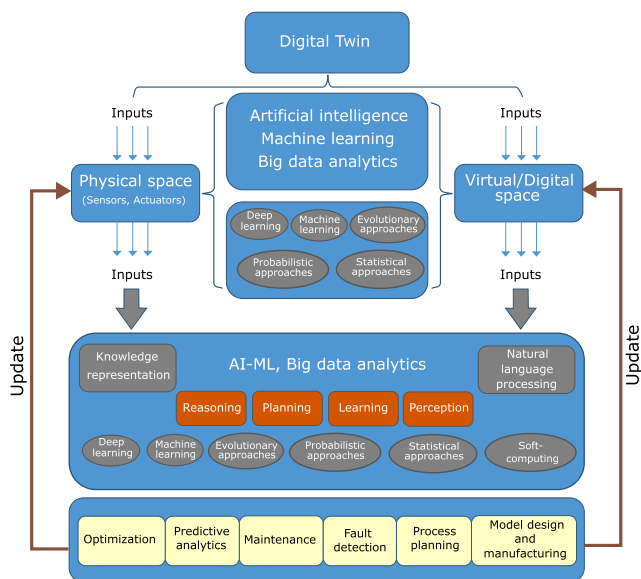 Digital Twin
Inputs
Artificial intelligence
Machine learning
Big data analytics
Inputs
Physical space
(Sensors, Actuators)
Virtual/Digital
space
Deep
learning
Machine
learning
Evolutionary
approaches
Probabilistic
approaches
Statistical
approaches
Inputs
Inputs
Update
Update
Knowledge
representation
AI-ML, Big data analytics
Natural
language
processing
Reasoning
Planning
Learning
Perception
Deep
learning
Machine
learning
Evolutionary
approaches
Probabilistic
approaches
Statistical
approaches
Soft-
computing
Optimization
Predictive
analytics
Maintenance
Fault
detection
Process
planning
Model design
and
manufacturing